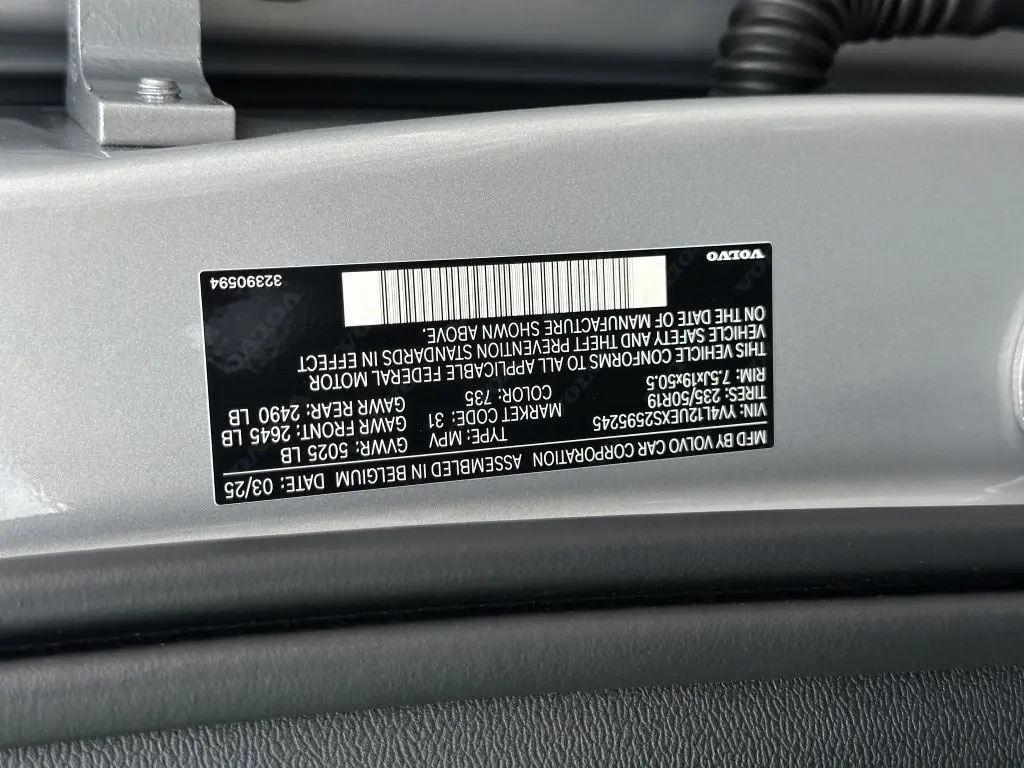 MFD BY VOLVO CAR CORPORATION ASSEMBLED IN BELGIUM DATE: 03/25
VIN: YV4L12UEXS2595245 TYPE: MPV GVWR: 5025 LB
TIRES: 235/50R19 MARKET CODE: 31 GAWR FRONT: 2645 LB
RIM: 7.5Jx19x50.5 COLOR: 735 GAWR REAR: 2490 LB
THIS VEHICLE CONFORMS TO ALL APPLICABLE FEDERAL MOTOR
VEHICLE SAFETY AND THEFT PREVENTION STANDARDS IN EFFECT
ON THE DATE OF MANUFACTURE SHOWN ABOVE.
VOLVO 32390594